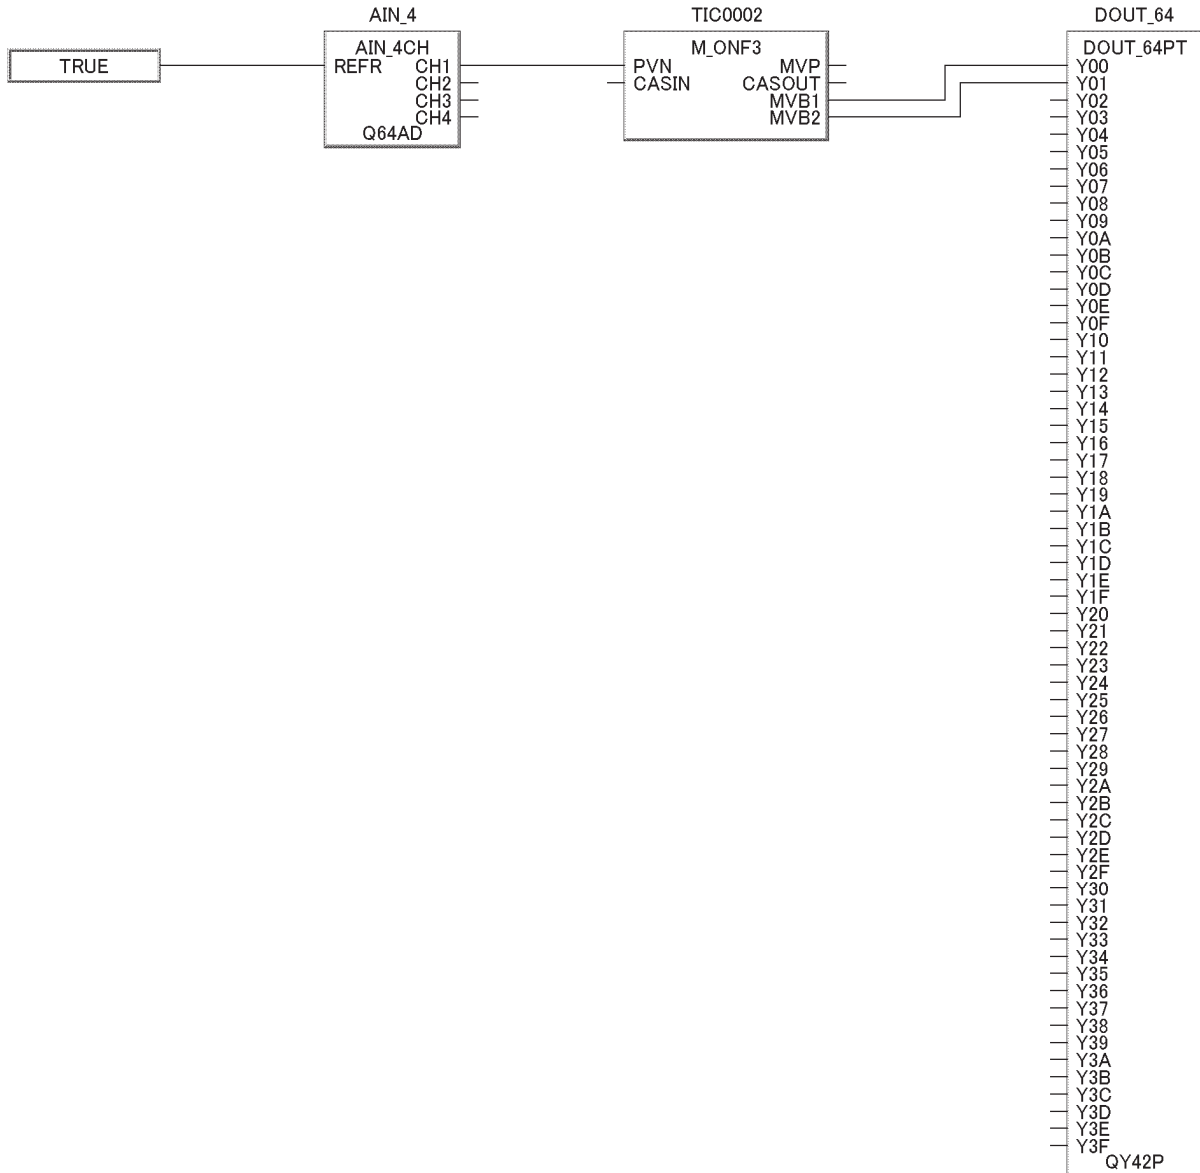 AIN_4 TIC0002 DOUT_64
AIN_4CH M_ONF3 DOUT_64PT
TRUE REFR CH1 PVN MVP Y00
CH2 CASIN CASOUT Y01
CH3 MVB1 Y02
CH4 MVB2 Y03
Q64AD Y04
Y05
Y06
Y07
Y08
Y09
Y0A
Y0B
Y0C
Y0D
Y0E
Y0F
Y10
Y11
Y12
Y13
Y14
Y15
Y16
Y17
Y18
Y19
Y1A
Y1B
Y1C
Y1D
Y1E
Y1F
Y20
Y21
Y22
Y23
Y24
Y25
Y26
Y27
Y28
Y29
Y2A
Y2B
Y2C
Y2D
Y2E
Y2F
Y30
Y31
Y32
Y33
Y34
Y35
Y36
Y37
Y38
Y39
Y3A
Y3B
Y3C
Y3D
Y3E
Y3F
QY42P